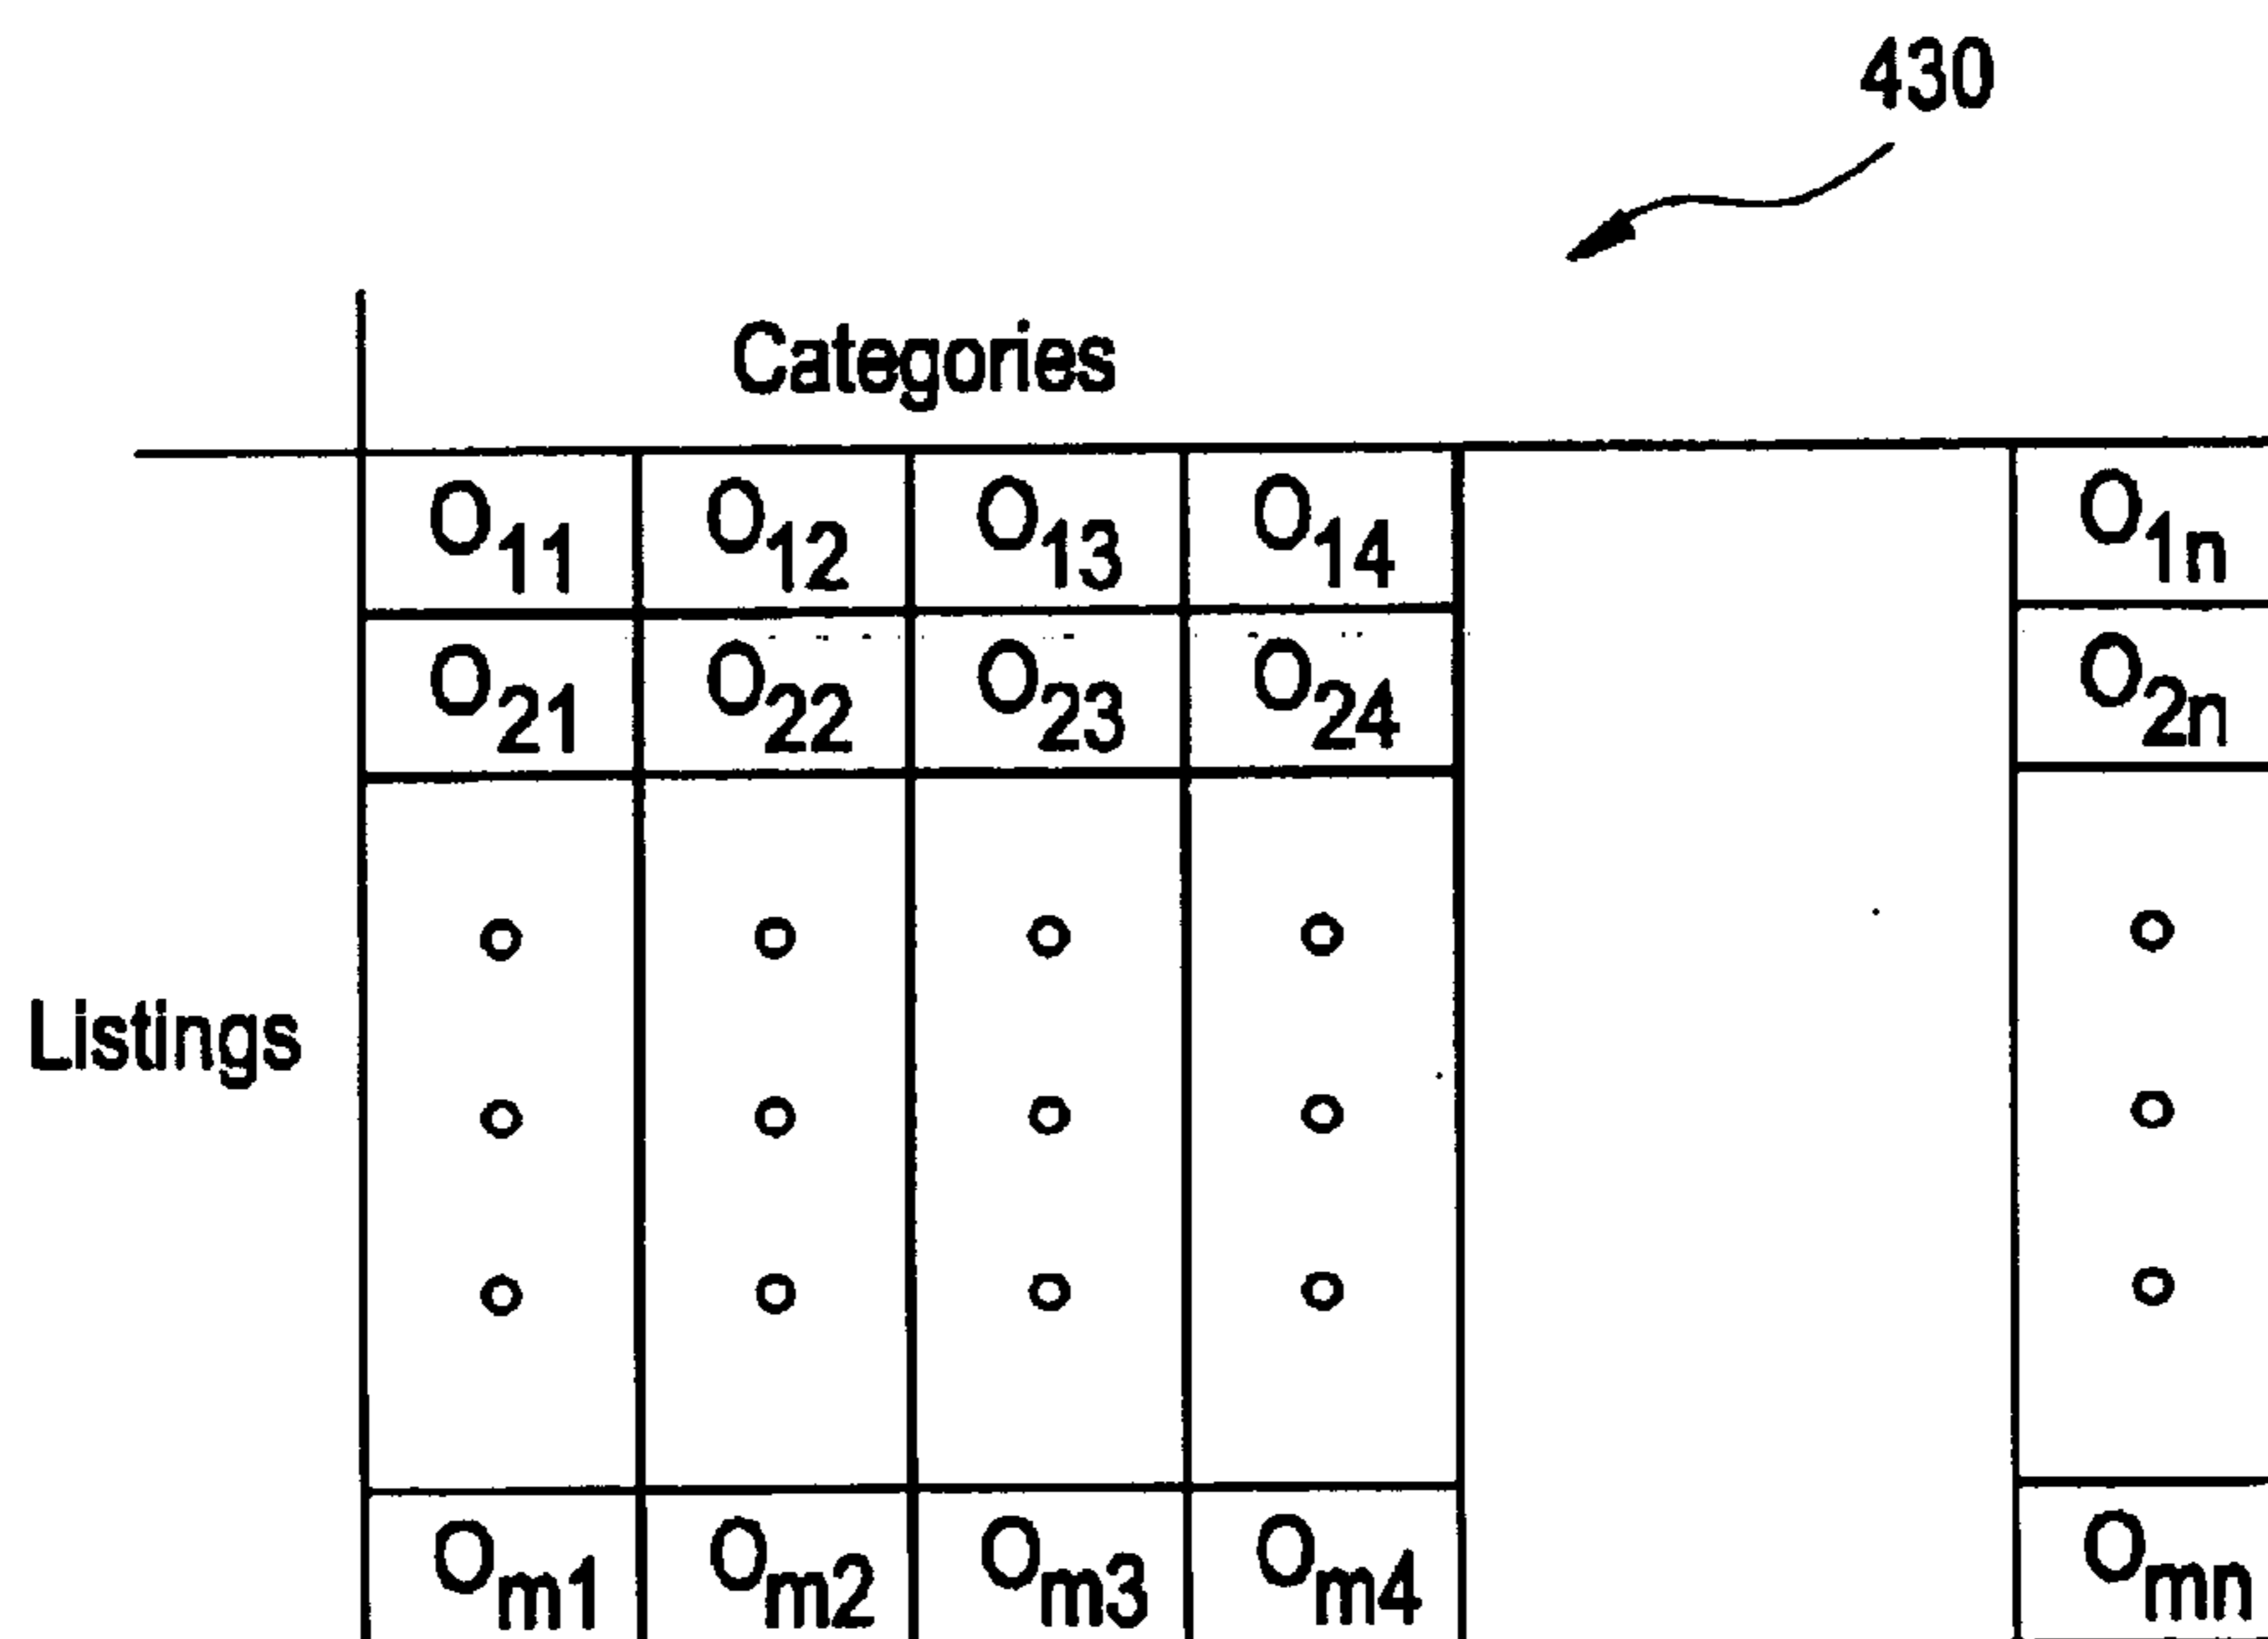 430
Categories
O11 O12 O13 O14 O1n
O21 O22 O23 O24 O2n
Listings
Om1 Om2 Om3 Om4 Omn